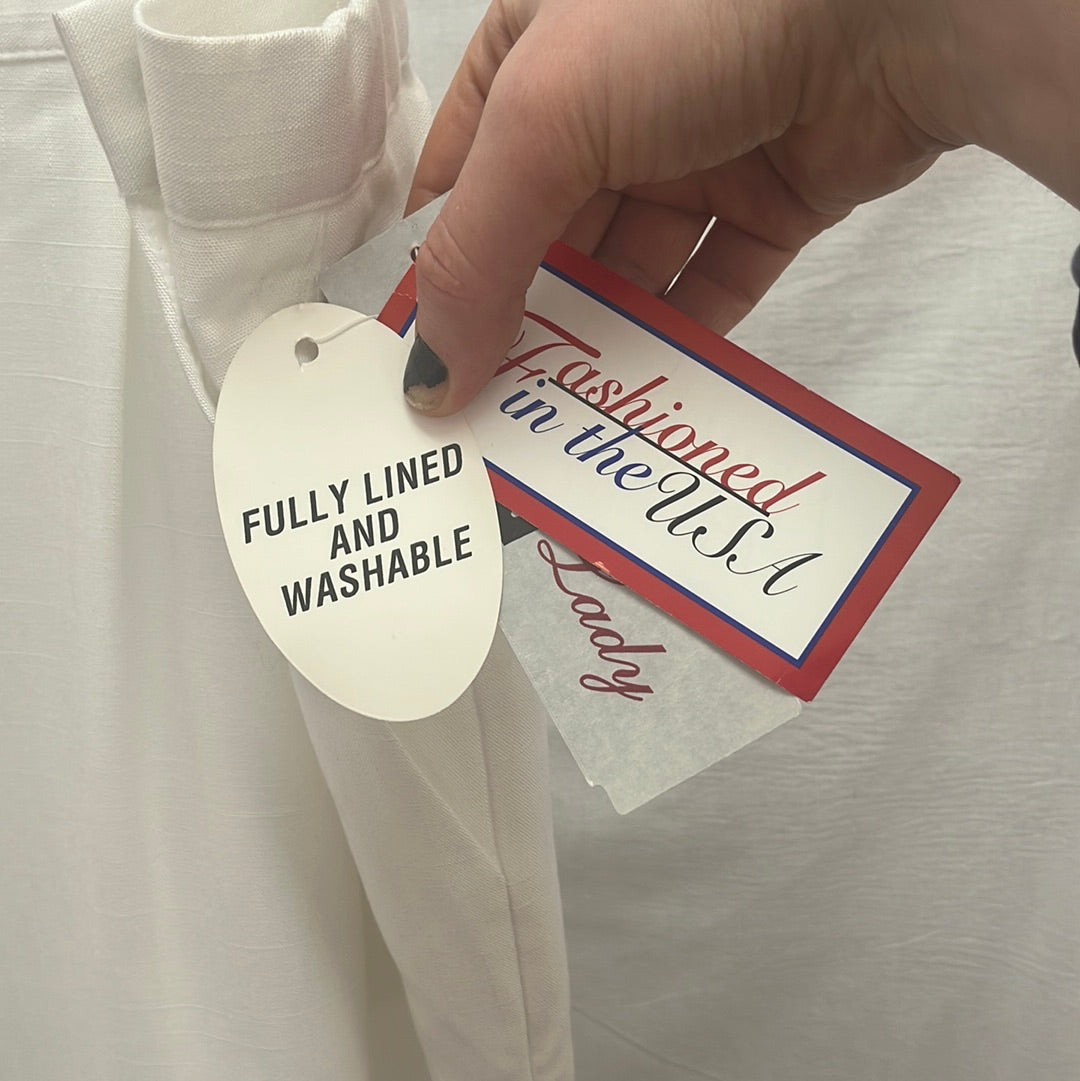 FULLY LINED
AND
WASHABLE
Fashioned
in the USA
Lady